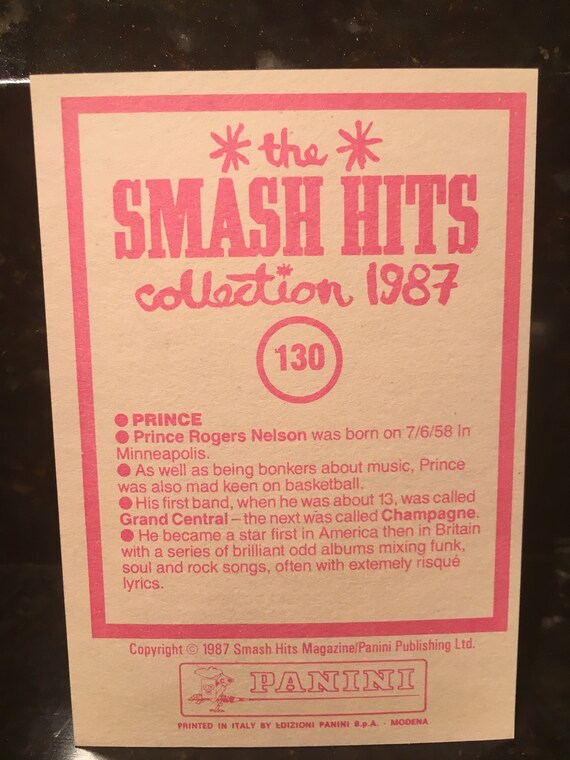 the
SMASH HITS
collection 1987
130
● PRINCE
● Prince Rogers Nelson was born on 7/6/58 In
Minneapolis.
● As well as being bonkers about music, Prince
was also mad keen on basketball.
● His first band, when he was about 13, was called
Grand Central – the next was called Champagne.
● He became a star first in America then in Britain
with a series of brilliant odd albums mixing funk,
soul and rock songs, often with extemely risqué
lyrics.
Copyright © 1987 Smash Hits Magazine/Panini Publishing Ltd.
PANINI
PRINTED IN ITALY BY EDIZIONI PANINI S.p.A. - MODENA